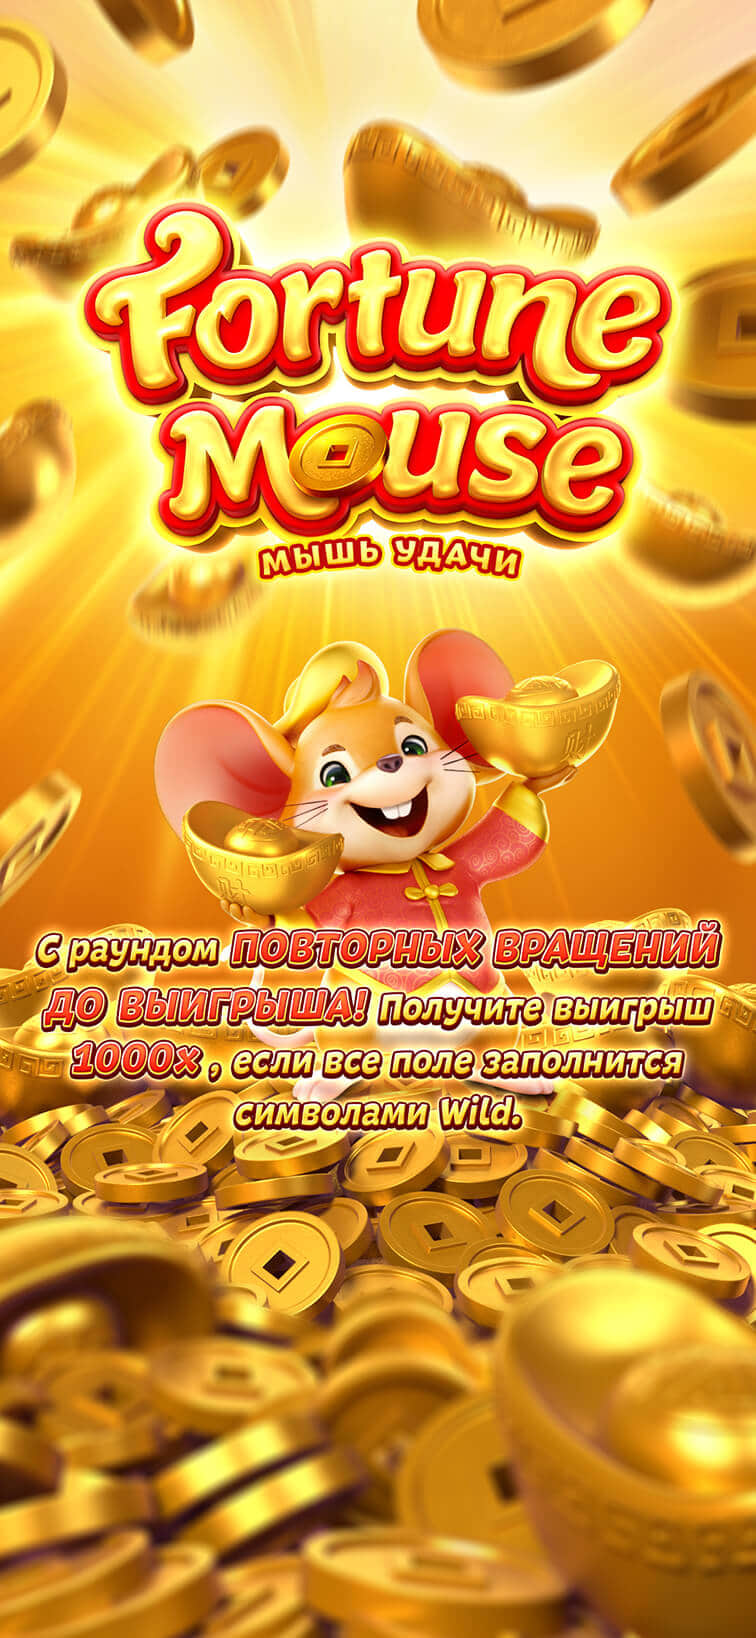 Fortune
Mouse
МЫШЬ УДАЧИ
С раундом ПОВТОРНЫХ ВРАЩЕНИЙ
ДО ВЫИГРЫША! Получите выигрыш
1000x , если все поле заполнится
символами Wild.